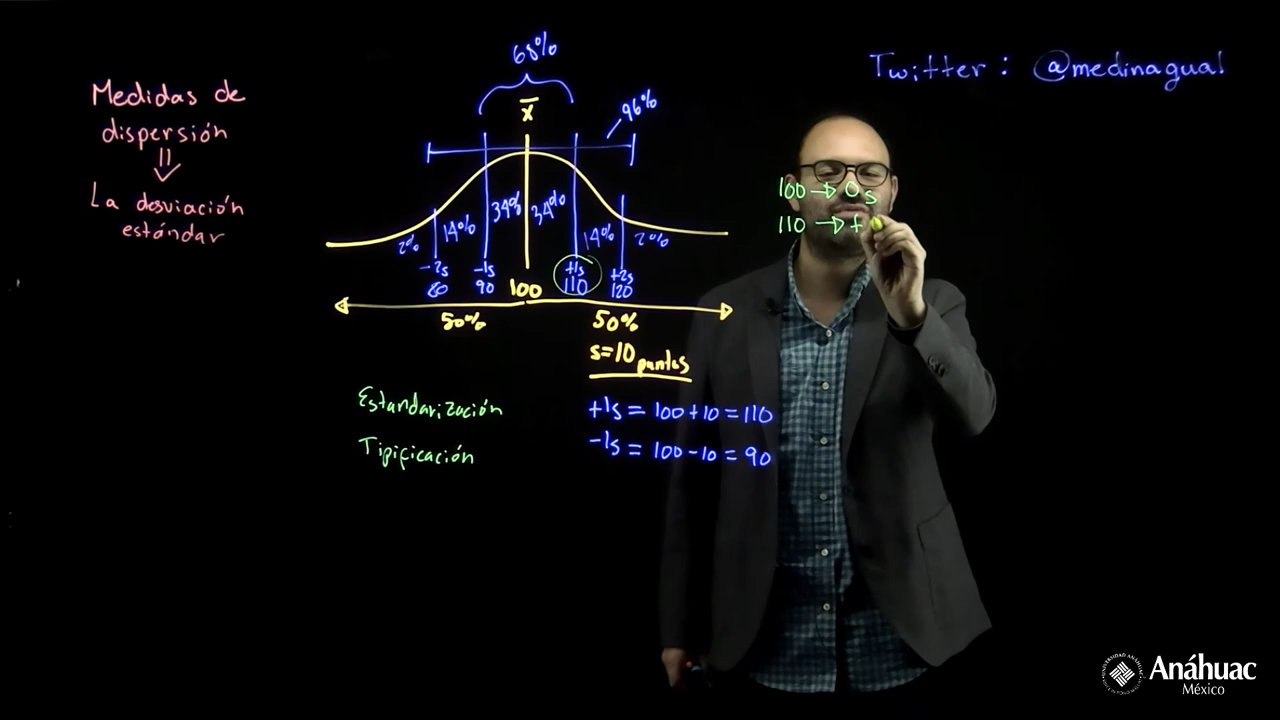 Medidas de
dispersión
La desviación
estándar
68%
x̄
96%
2% 14% 34% 34% 14% 2%
-2s -1s +1s +2s
80 90 100 110 120
50% 50%
s=10 puntos
Estandarización
Tipificación
+1s = 100+10=110
-1s = 100-10=90
Twitter: @medinagual
100→0s
110→+
Anáhuac
México